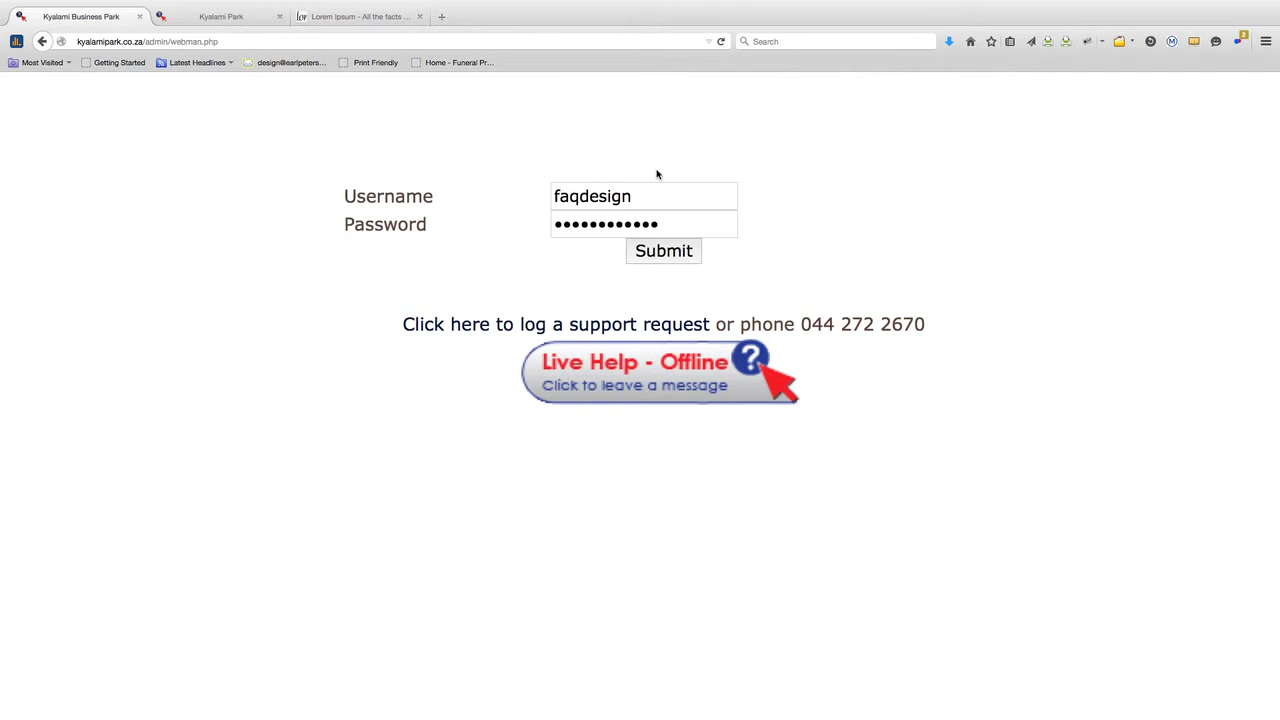 Kyalami Business Park
Kyalami Park
Lorem Ipsum - All the facts ...
kyalamipark.co.za/admin/webman.php
Search
2
Most Visited
Getting Started
Latest Headlines
design@earlpeters...
Print Friendly
Home - Funeral Pr...
Username
faqdesign
Password
Submit
Click here to log a support request or phone 044 272 2670
Live Help - Offline
Click to leave a message